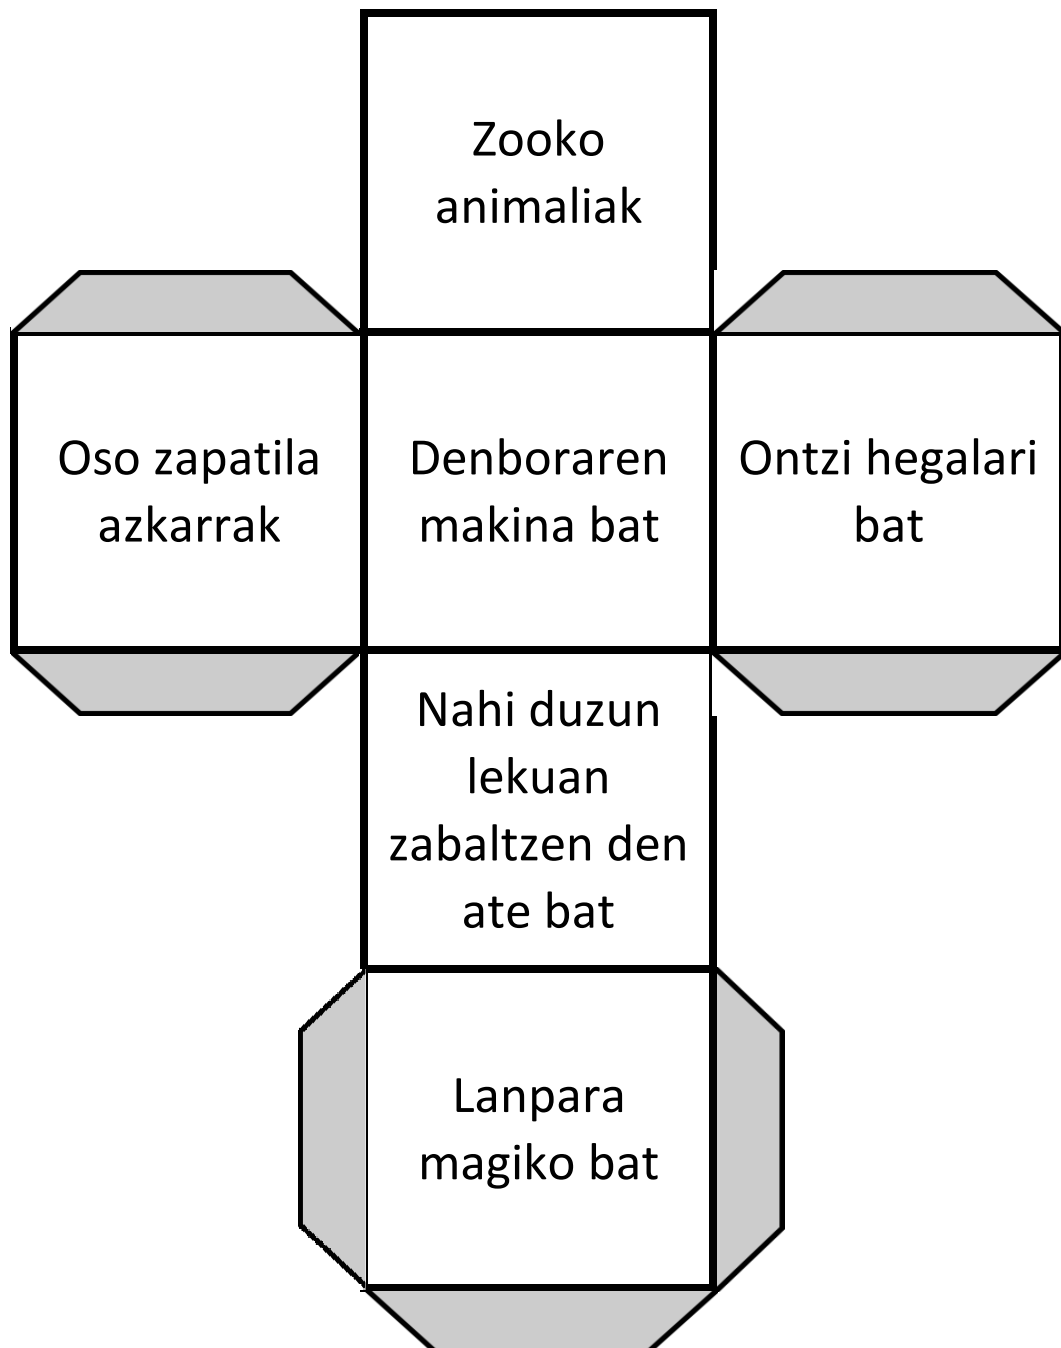 Zooko
animaliak
Oso zapatila
azkarrak
Denboraren
makina bat
Ontzi hegalari
bat
Nahi duzun
lekuan
zabaltzen den
ate bat
Lanpara
magiko bat